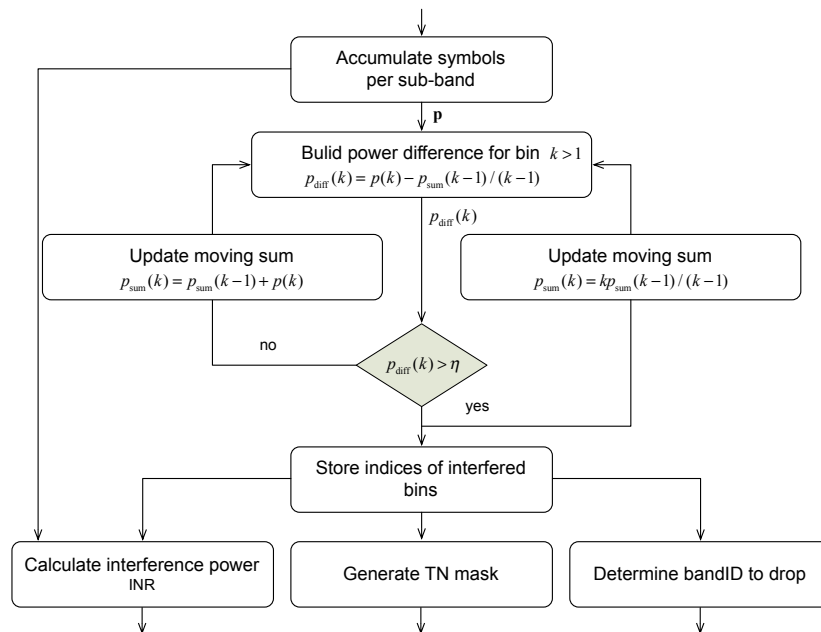 Accumulate symbols
per sub-band
p
Bulid power difference for bin k > 1
p_diff(k) = p(k) − p_sum(k−1) / (k−1)
p_diff(k)
Update moving sum
p_sum(k) = p_sum(k−1) + p(k)
Update moving sum
p_sum(k) = kp_sum(k−1) / (k−1)
no
p_diff(k) > η
yes
Store indices of interfered
bins
Calculate interference power
INR
Generate TN mask
Determine bandID to drop